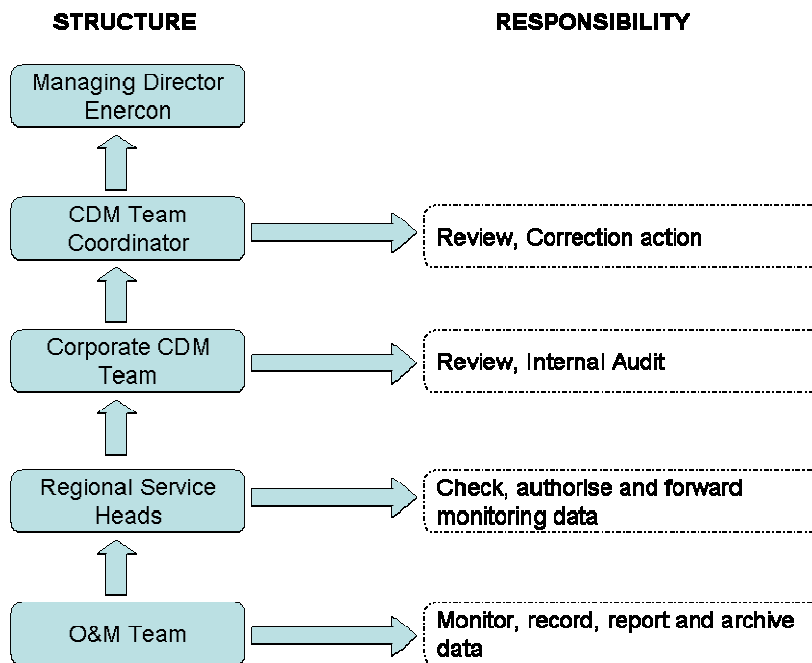 STRUCTURE
RESPONSIBILITY
Managing Director
Enercon
CDM Team
Coordinator
Review, Correction action
Corporate CDM
Team
Review, Internal Audit
Regional Service
Heads
Check, authorise and forward
monitoring data
O&M Team
Monitor, record, report and archive
data